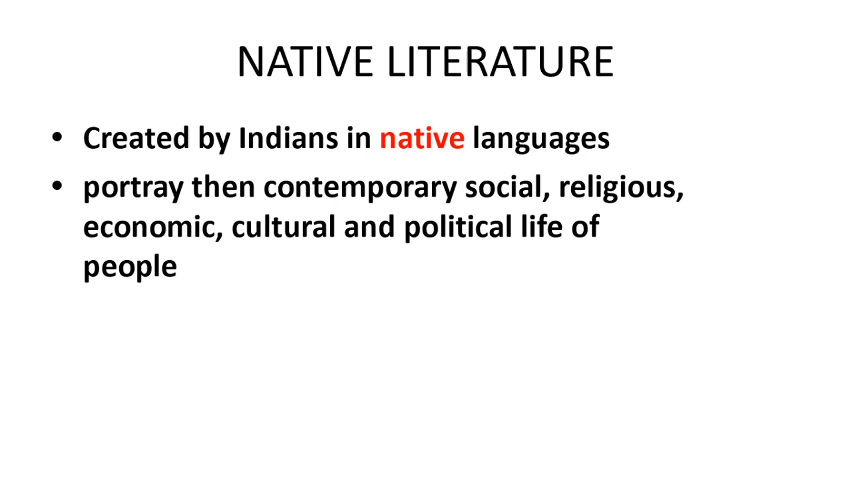 NATIVE LITERATURE
• Created by Indians in native languages
• portray then contemporary social, religious,
economic, cultural and political life of
people